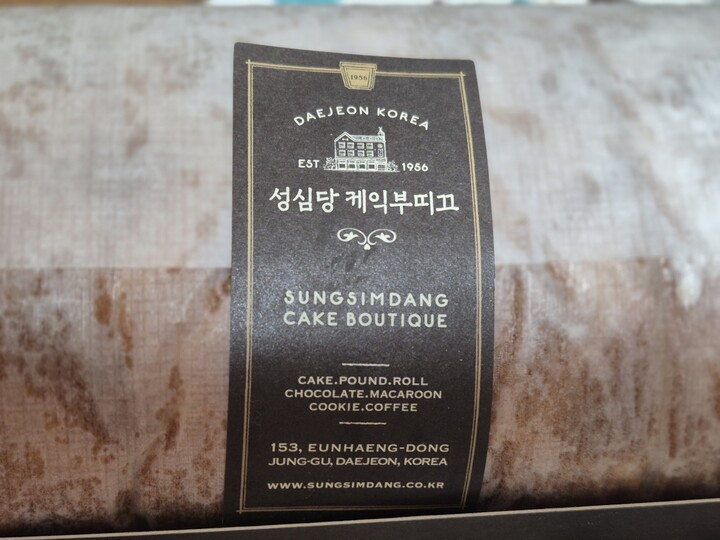 1956
DAEJEON KOREA
EST 1956
성심당 케익부띠끄
SUNGSIMDANG
CAKE BOUTIQUE
CAKE.POUND.ROLL
CHOCOLATE.MACAROON
COOKIE.COFFEE
153, EUNHAENG-DONG
JUNG-GU, DAEJEON, KOREA
WWW.SUNGSIMDANG.CO.KR